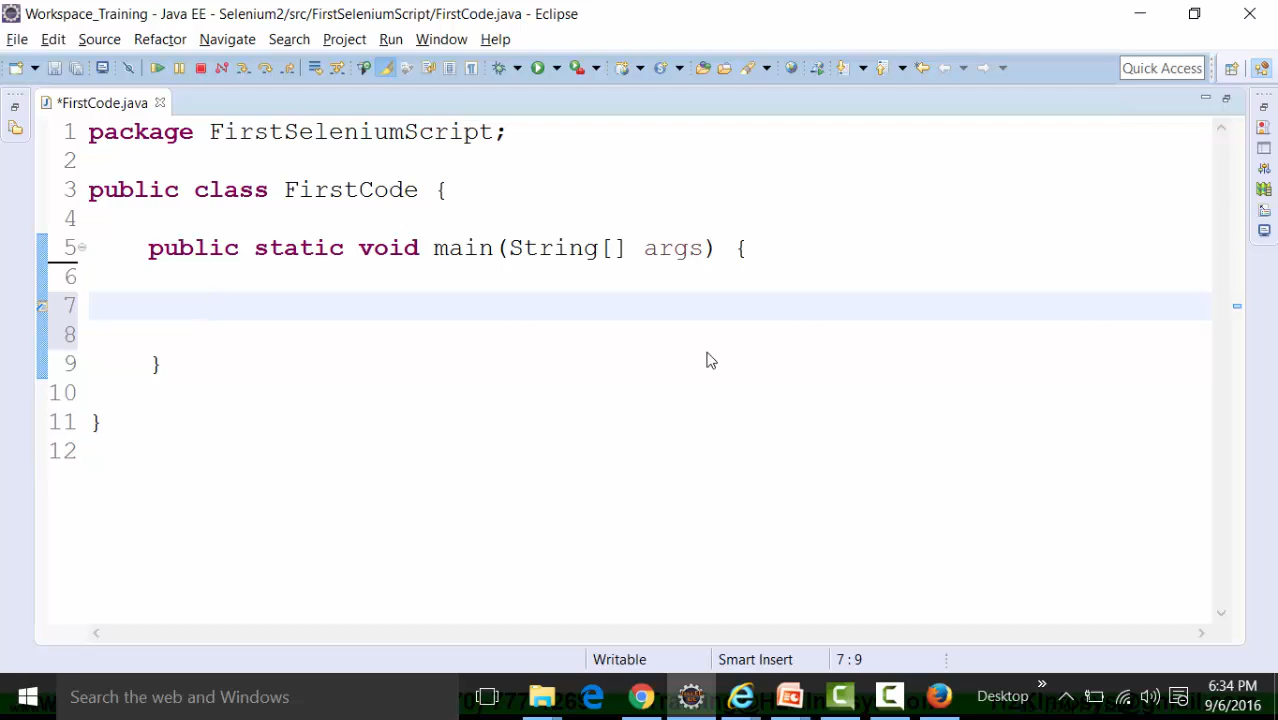 Workspace_Training - Java EE - Selenium2/src/FirstSeleniumScript/FirstCode.java - Eclipse
File Edit Source Refactor Navigate Search Project Run Window Help
Quick Access
*FirstCode.java
1 package FirstSeleniumScript;
2
3 public class FirstCode {
4
5 public static void main(String[] args) {
6
7
8
9 }
10
11 }
12
Writable Smart Insert 7 : 9
Search the web and Windows
Desktop
6:34 PM
9/6/2016